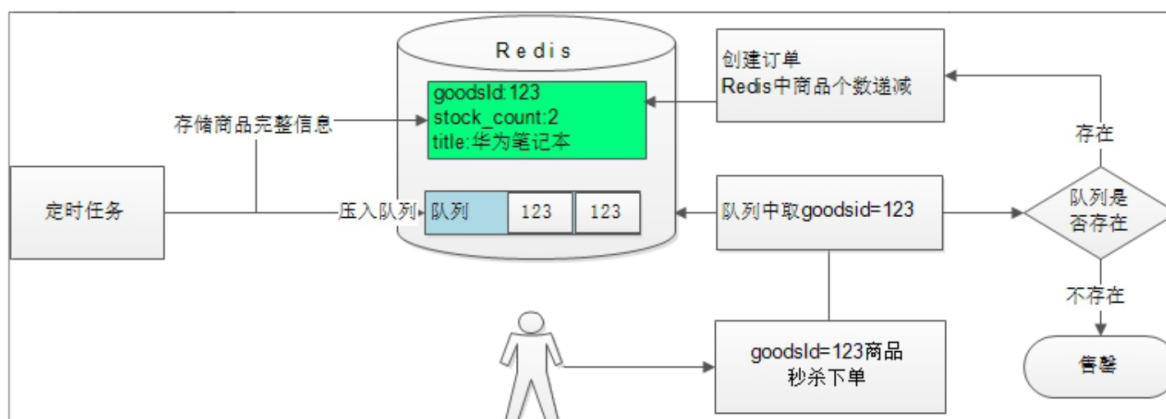 Redis
goodsId:123
stock_count:2
title:华为笔记本
创建订单
Redis中商品个数递减
存储商品完整信息
存在
定时任务
压入队列
队列
123
123
队列中取goodsid=123
队列是
否存在
不存在
goodsId=123商品
秒杀下单
售罄